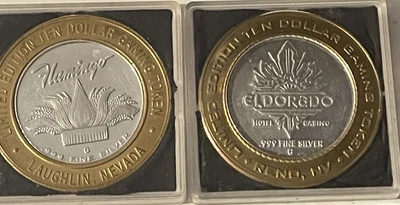 LIMITED EDITION TEN DOLLAR GAMING TOKEN
Flamingo
.999 FINE SILVER
G
LAUGHLIN, NEVADA
LIMITED EDITION TEN DOLLAR GAMING TOKEN
ELDORADO
HOTEL CASINO
.999 FINE SILVER
G
RENO, NV